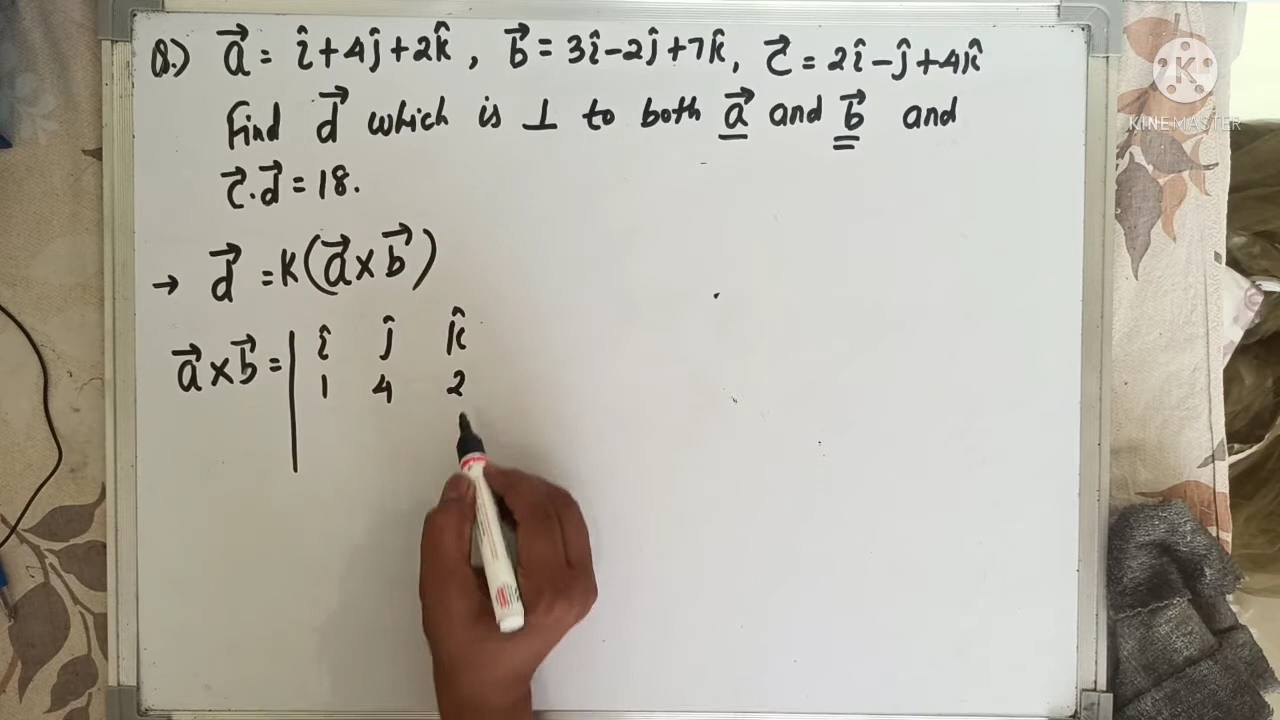 Q.) a⃗ = î+4ĵ+2k̂, b⃗ = 3î-2ĵ+7k̂, c⃗ = 2î-ĵ+4k̂
Find d⃗ which is ⊥ to both a⃗ and b⃗ and
c⃗.d⃗ = 18.
→ d⃗ = K(a⃗×b⃗)
a⃗×b⃗ = | î ĵ k̂
1 4 2
K
KINEMASTER